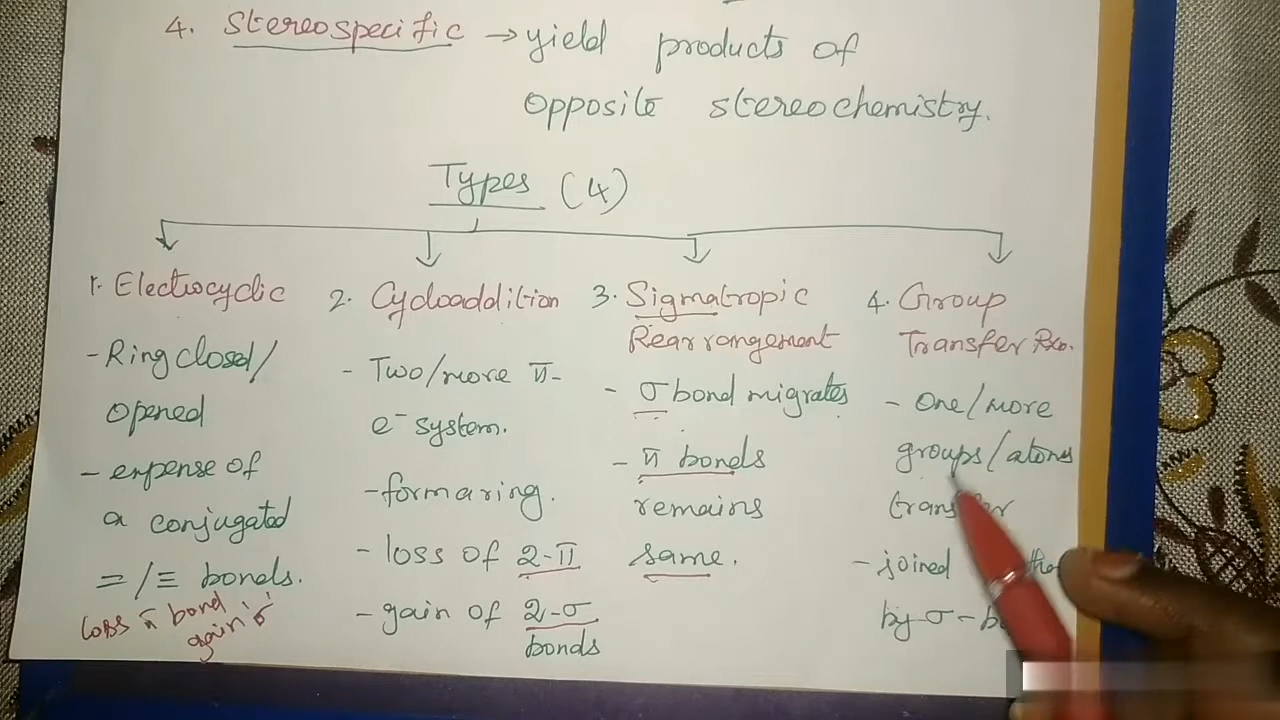 4. Stereospecific → yield products of
opposite stereochemistry.
Types (4)
1. Electrocyclic
- Ring closed/
opened
- expense of
a conjugated
=/≡ bonds.
loss π bond
gain σ
2. Cycloaddition
- Two/more π-
e⁻ system.
- form a ring.
- loss of 2-π
- gain of 2-σ
bonds
3. Sigmatropic
Rearrangement
- σ bond migrates
- π bonds
remains
same.
4. Group
Transfer Rxn.
- One/more
groups/atoms
- joined
by σ-